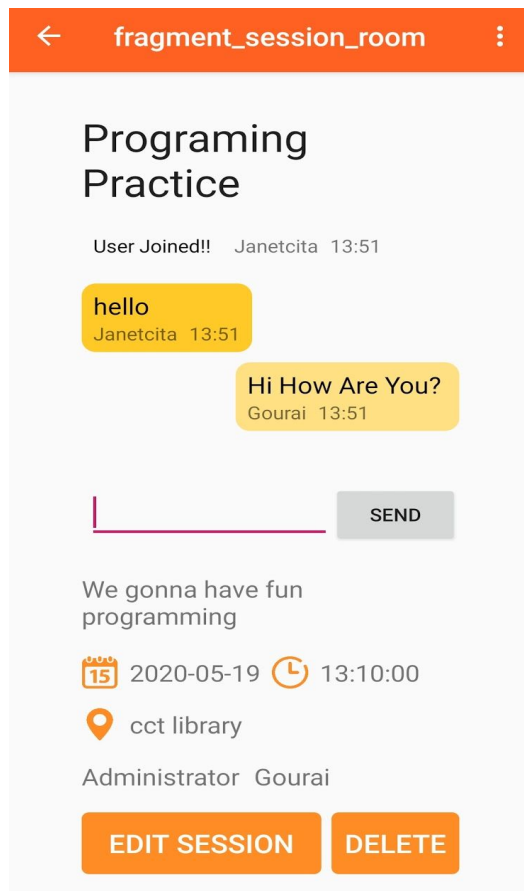 fragment_session_room
Programing
Practice
User Joined!! Janetcita 13:51
hello
Janetcita 13:51
Hi How Are You?
Gourai 13:51
SEND
We gonna have fun
programming
15 2020-05-19 13:10:00
cct library
Administrator Gourai
EDIT SESSION DELETE